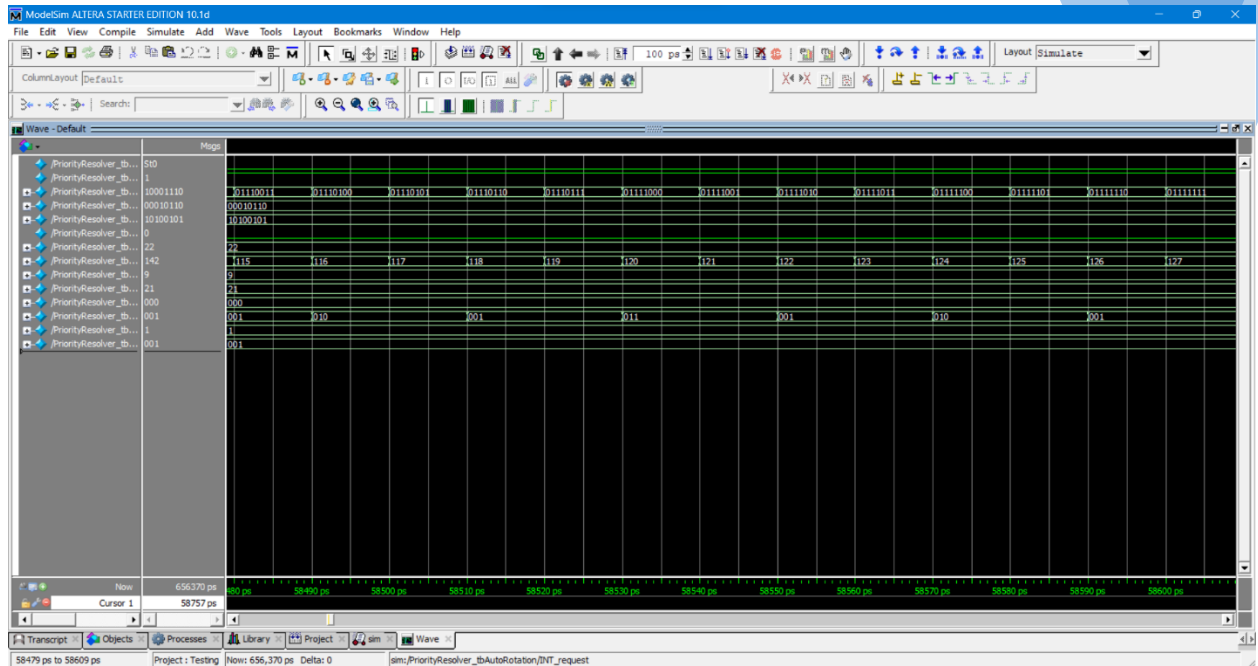 ModelSim ALTERA STARTER EDITION 10.1d
File Edit View Compile Simulate Add Wave Tools Layout Bookmarks Window Help
100 ps Layout Simulate
ColumnLayout Default
Search:
Wave - Default
Msgs
/PriorityResolver_tb... St0
/PriorityResolver_tb... 1
/PriorityResolver_tb... 10001110 01110011 01110100 01110101 01110110 01110111 01111000 01111001 01111010 01111011 01111100 01111101 01111110 01111111
/PriorityResolver_tb... 00010110 00010110
/PriorityResolver_tb... 10100101 10100101
/PriorityResolver_tb... 0
/PriorityResolver_tb... 22 22
/PriorityResolver_tb... 142 115 116 117 118 119 120 121 122 123 124 125 126 127
/PriorityResolver_tb... 9 9
/PriorityResolver_tb... 21 21
/PriorityResolver_tb... 000 000
/PriorityResolver_tb... 001 001 010 001 011 001 010 001
/PriorityResolver_tb... 1 1
/PriorityResolver_tb... 001 001
Now 656370 ps 480 ps 58490 ps 58500 ps 58510 ps 58520 ps 58530 ps 58540 ps 58550 ps 58560 ps 58570 ps 58580 ps 58590 ps 58600 ps
Cursor 1 58757 ps
Transcript Objects Processes Library Project sim Wave
58479 ps to 58609 ps Project : Testing Now: 656,370 ps Delta: 0 sim:/PriorityResolver_tbAutoRotation/INT_request